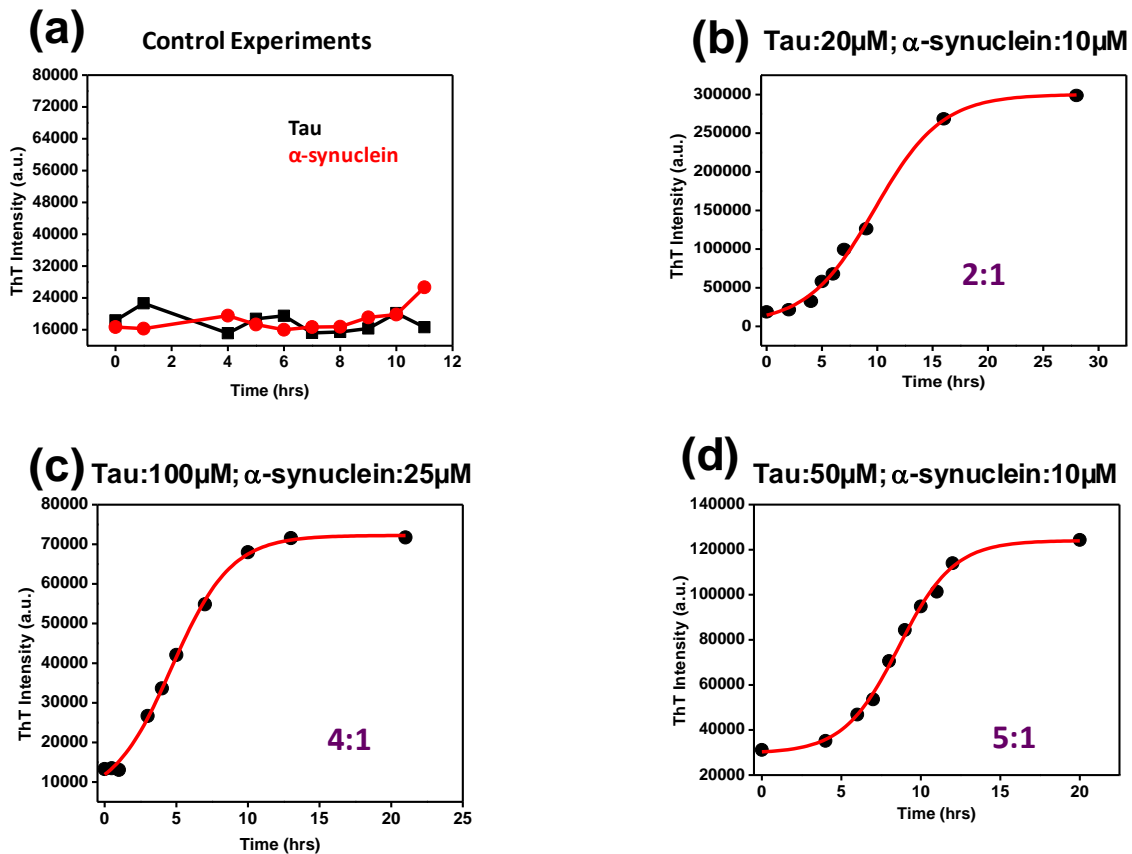 (a)
Control Experiments
80000
72000
64000
56000
48000
40000
32000
24000
16000
ThT Intensity (a.u.)
Tau
α-synuclein
0 2 4 6 8 10 12
Time (hrs)
(b)
Tau:20µM; α-synuclein:10µM
300000
250000
200000
150000
100000
50000
0
ThT Intensity (a.u.)
2:1
0 5 10 15 20 25 30
Time (hrs)
(c)
Tau:100µM; α-synuclein:25µM
80000
70000
60000
50000
40000
30000
20000
10000
ThT Intensity (a.u.)
4:1
0 5 10 15 20 25
Time (hrs)
(d)
Tau:50µM; α-synuclein:10µM
140000
120000
100000
80000
60000
40000
20000
ThT Intensity (a.u.)
5:1
0 5 10 15 20
Time (hrs)